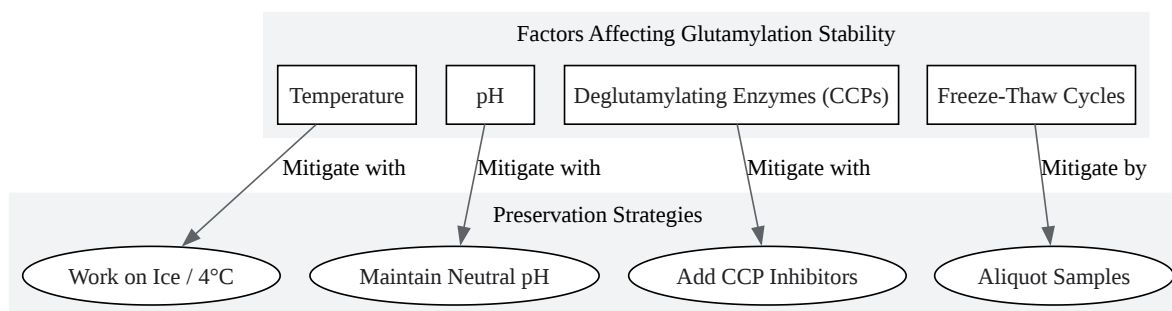 Factors Affecting Glutamylation Stability
Temperature
pH
Deglutamylating Enzymes (CCPs)
Freeze-Thaw Cycles
Mitigate with
Mitigate with
Mitigate with
Mitigate by
Preservation Strategies
Work on Ice / 4°C
Maintain Neutral pH
Add CCP Inhibitors
Aliquot Samples